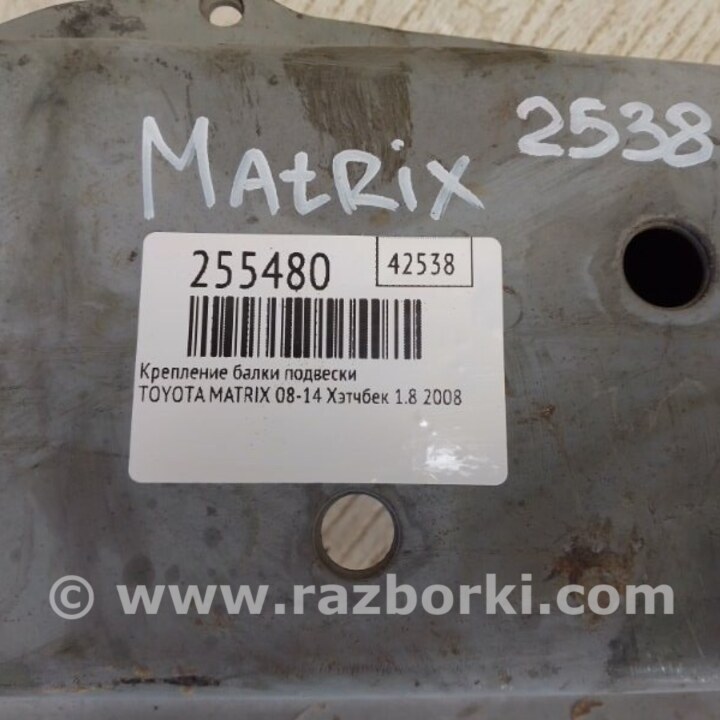 Matrix 2538
255480 42538
Крепление балки подвески
TOYOTA MATRIX 08-14 Хэтчбек 1.8 2008
© www.razborki.com